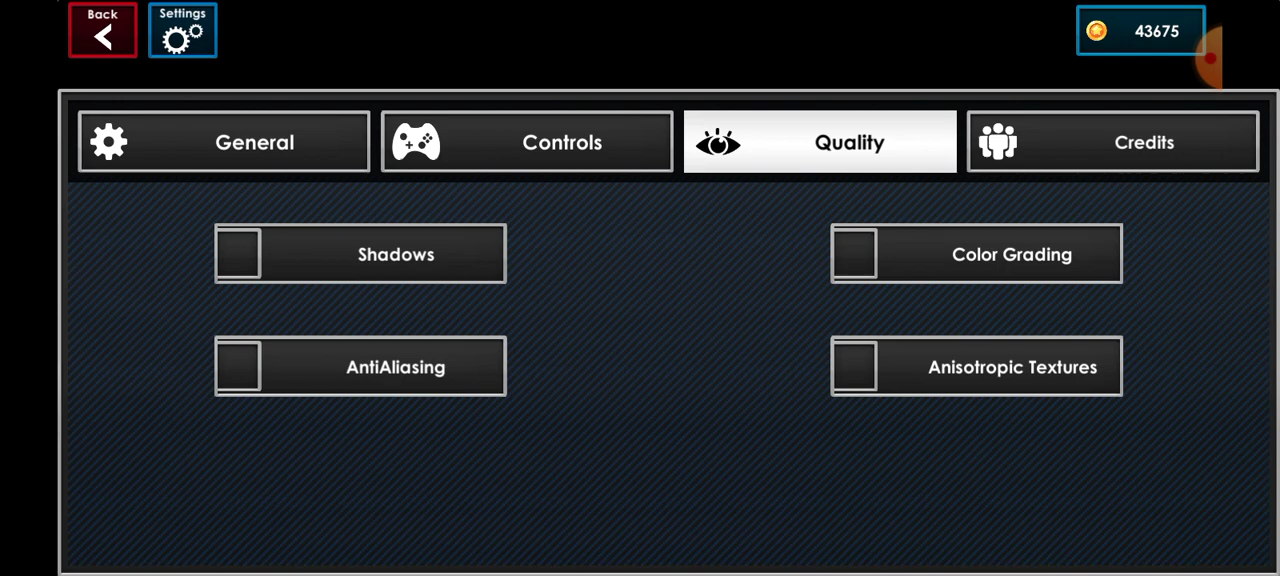 Back
Settings
43675
General
Controls
Quality
Credits
Shadows
Color Grading
AntiAliasing
Anisotropic Textures